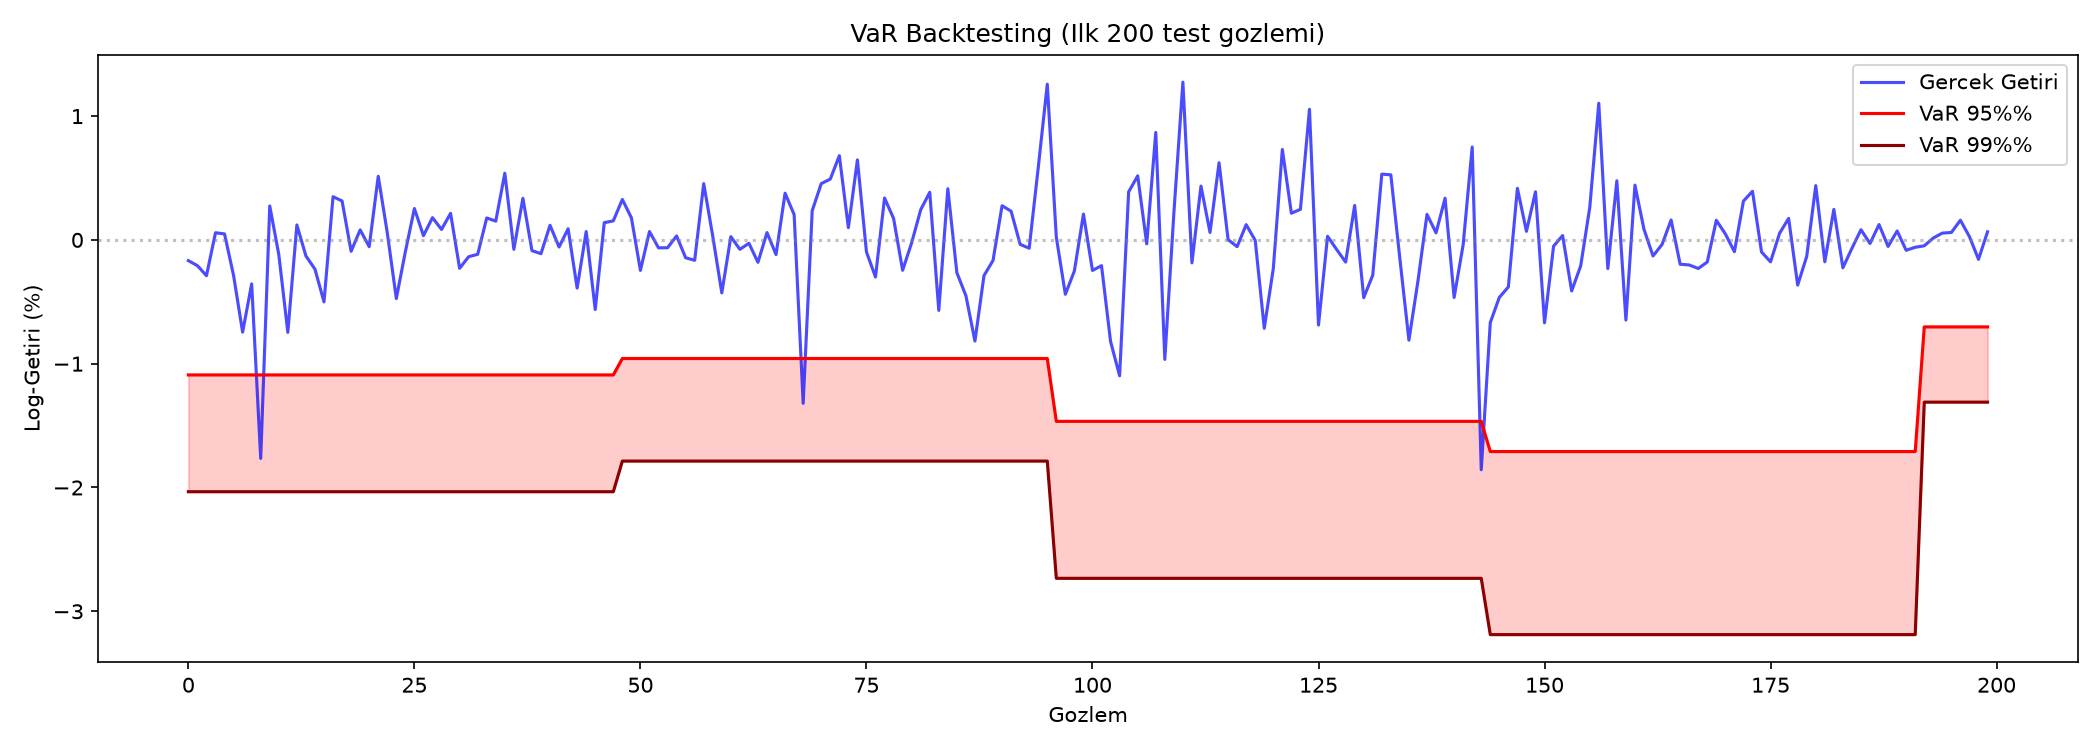 VaR Backtesting (Ilk 200 test gozlemi)
Gercek Getiri
VaR 95%%
VaR 99%%
Log-Getiri (%)
1
0
−1
−2
−3
0 25 50 75 100 125 150 175 200
Gozlem